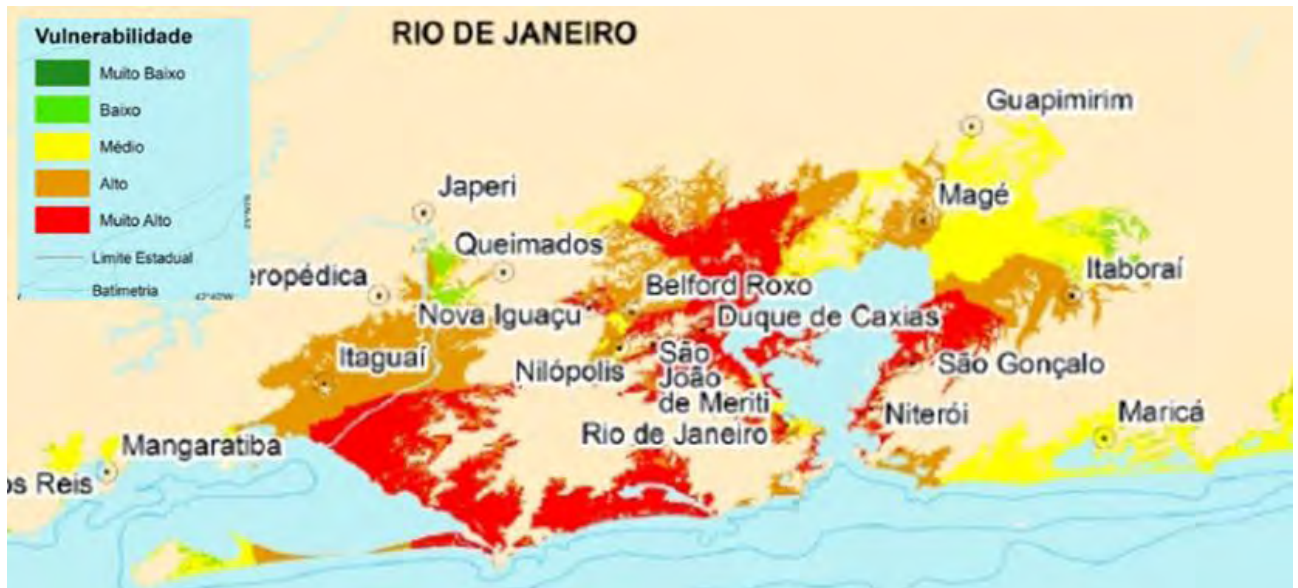 Vulnerabilidade
Muito Baixo
Baixo
Médio
Alto
Muito Alto
Limite Estadual
Batimetria
RIO DE JANEIRO
Guapimirim
Japeri
Magé
Queimados
eropédica
Itaboraí
Belford Roxo
Nova Iguaçu
Duque de Caxias
Itaguaí
São Gonçalo
Nilópolis
São
João
de Meriti
Niterói
Maricá
Rio de Janeiro
Mangaratiba
os Reis